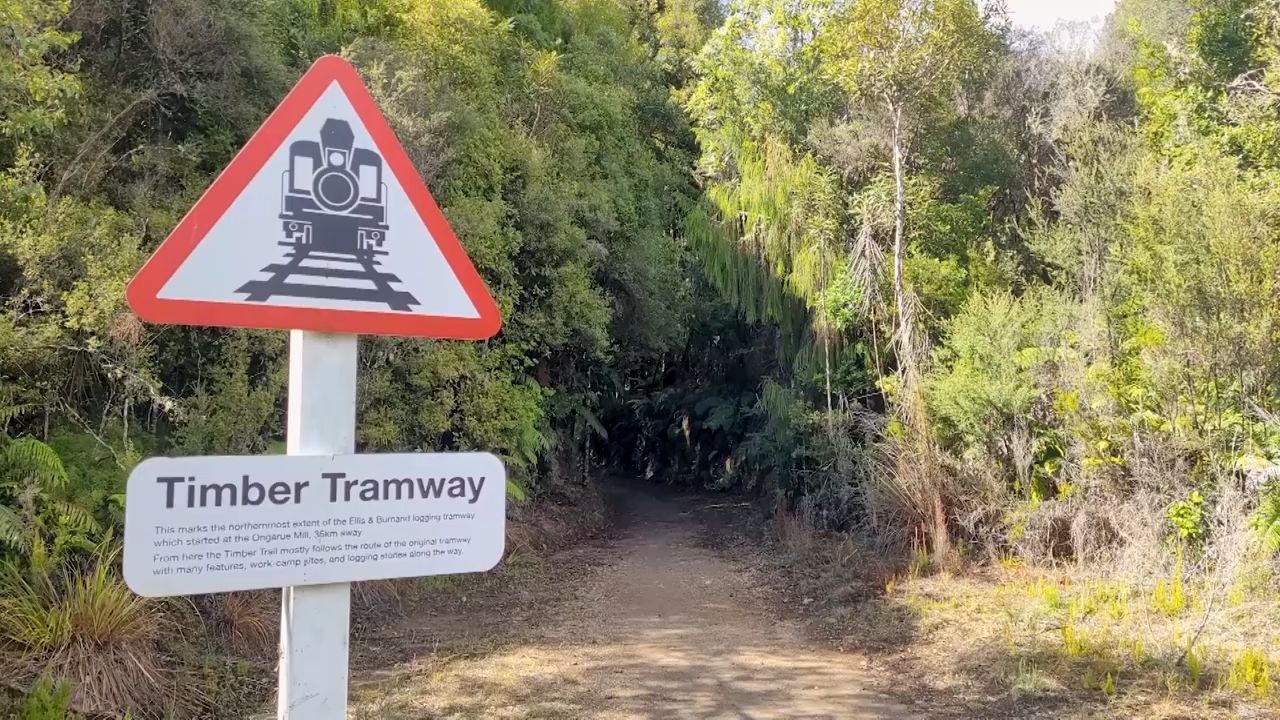 Timber Tramway
This marks the northernmost extent of the Ellis & Burnand logging tramway
which started at the Ongarue Mill, 35km away.
From here the Timber Trail mostly follows the route of the original tramway
with many features, work-camp sites, and logging stories along the way.